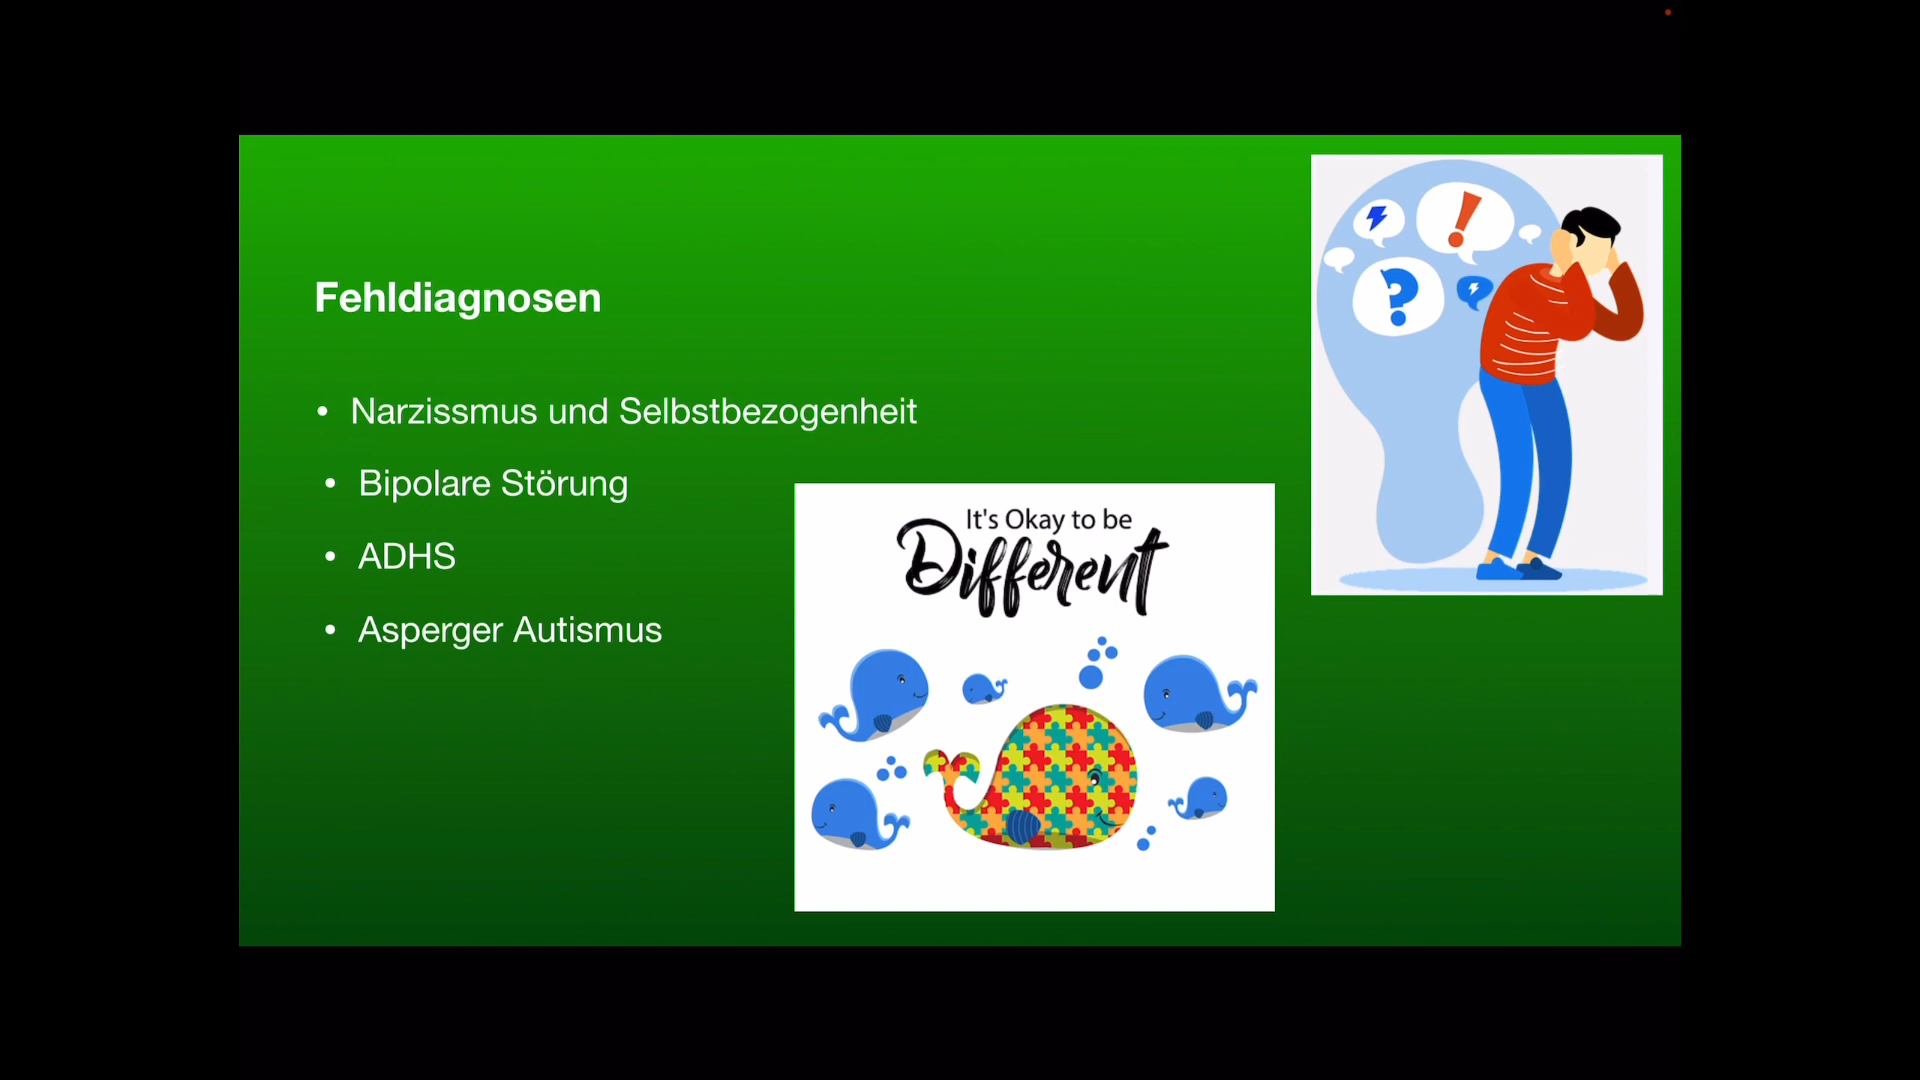 Fehldiagnosen
• Narzissmus und Selbstbezogenheit
• Bipolare Störung
• ADHS
• Asperger Autismus
It's Okay to be
Different
!
?